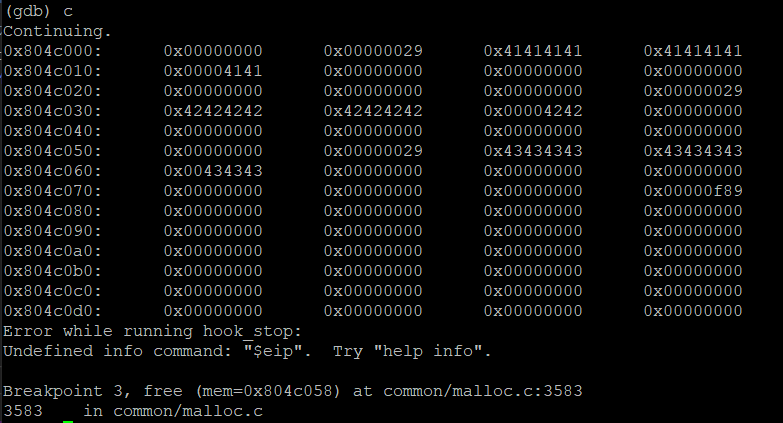 (gdb) c
Continuing.
0x804c000:      0x00000000      0x00000029      0x41414141      0x41414141
0x804c010:      0x00004141      0x00000000      0x00000000      0x00000000
0x804c020:      0x00000000      0x00000000      0x00000000      0x00000029
0x804c030:      0x42424242      0x42424242      0x00004242      0x00000000
0x804c040:      0x00000000      0x00000000      0x00000000      0x00000000
0x804c050:      0x00000000      0x00000029      0x43434343      0x43434343
0x804c060:      0x00434343      0x00000000      0x00000000      0x00000000
0x804c070:      0x00000000      0x00000000      0x00000000      0x00000f89
0x804c080:      0x00000000      0x00000000      0x00000000      0x00000000
0x804c090:      0x00000000      0x00000000      0x00000000      0x00000000
0x804c0a0:      0x00000000      0x00000000      0x00000000      0x00000000
0x804c0b0:      0x00000000      0x00000000      0x00000000      0x00000000
0x804c0c0:      0x00000000      0x00000000      0x00000000      0x00000000
0x804c0d0:      0x00000000      0x00000000      0x00000000      0x00000000
Error while running hook_stop:
Undefined info command: "$eip".  Try "help info".
Breakpoint 3, free (mem=0x804c058) at common/malloc.c:3583
3583    in common/malloc.c